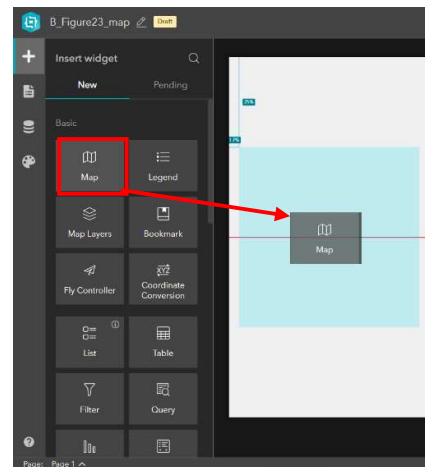 B_Figure23_map Draft
Insert widget
New Pending
Basic
Map Legend
Map Layers Bookmark
Fly Controller Coordinate
Conversion
List Table
Filter Query
Page: Page 1
25%
Map